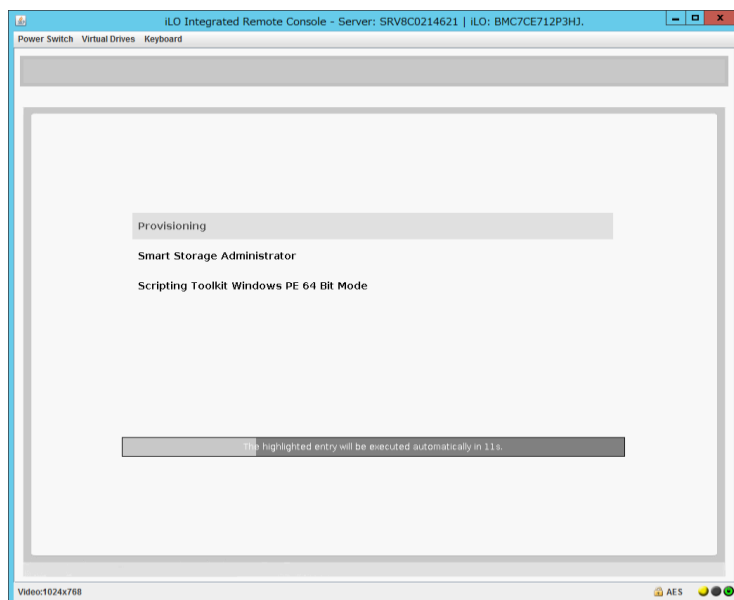 iLO Integrated Remote Console - Server: SRV8C0214621 | iLO: BMC7CE712P3HJ.
Power Switch Virtual Drives Keyboard
Provisioning
Smart Storage Administrator
Scripting Toolkit Windows PE 64 Bit Mode
The highlighted entry will be executed automatically in 11s.
Video:1024x768 AES